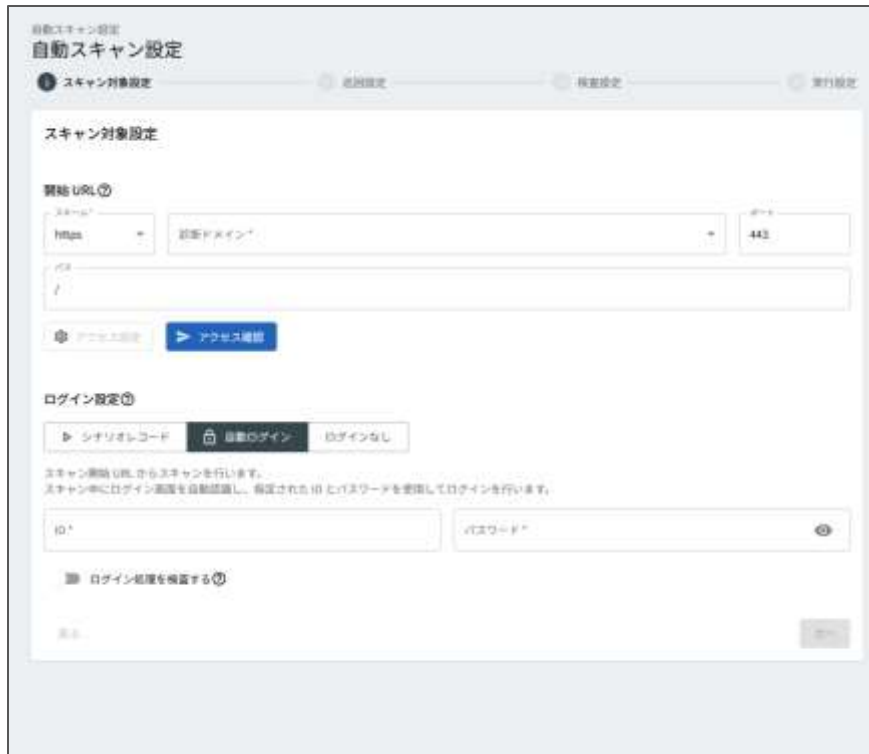 自動スキャン設定
自動スキャン設定
スキャン対象設定 巡回設定 検査設定 実行設定
スキャン対象設定
開始 URL
スキーム* ポート
https 診断ドメイン* 443
パス
/
アクセス設定 アクセス確認
ログイン設定
シナリオレコード 自動ログイン ログインなし
スキャン開始 URL からスキャンを行います。
スキャン中にログイン画面を自動認識し、指定された ID とパスワードを使用してログインを行います。
ID * パスワード *
ログイン処理を検査する
戻る 次へ